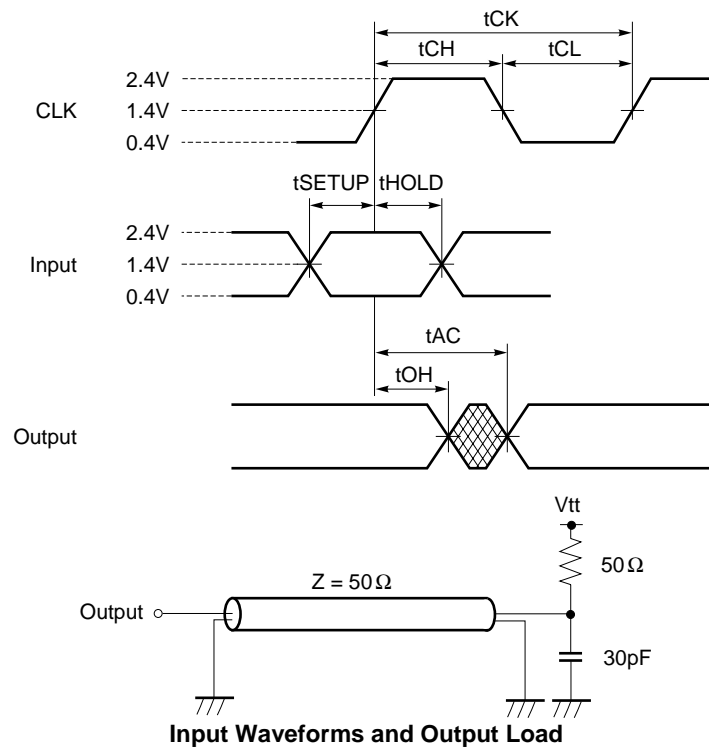 tCK
tCH
tCL
2.4V
CLK
1.4V
0.4V
tSETUP
tHOLD
2.4V
Input
1.4V
0.4V
tAC
tOH
Output
Vtt
50Ω
Z = 50Ω
Output
30pF
Input Waveforms and Output Load